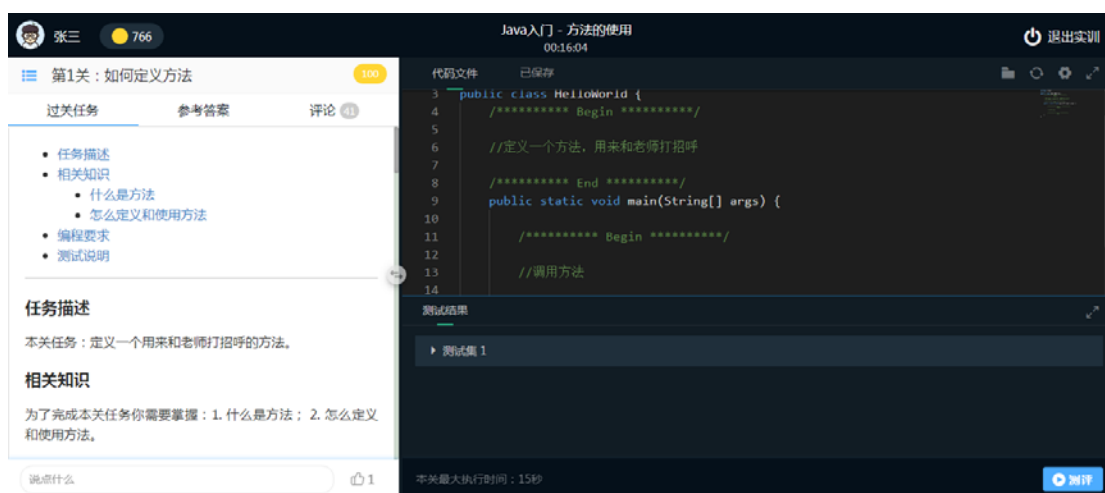 张三
766
Java入门 - 方法的使用
00:16:04
退出实训
第1关：如何定义方法
100
过关任务
参考答案
评论 41
任务描述
相关知识
什么是方法
怎么定义和使用方法
编程要求
测试说明
任务描述
本关任务：定义一个用来和老师打招呼的方法。
相关知识
为了完成本关任务你需要掌握：1. 什么是方法； 2. 怎么定义
和使用方法。
说点什么
1
代码文件
已保存
3 public class HelloWorld {
4 /********** Begin **********/
5
6 //定义一个方法，用来和老师打招呼
7
8 /********** End **********/
9 public static void main(String[] args) {
10
11 /********** Begin **********/
12
13 //调用方法
14
测试结果
测试集 1
本关最大执行时间：15秒
测评